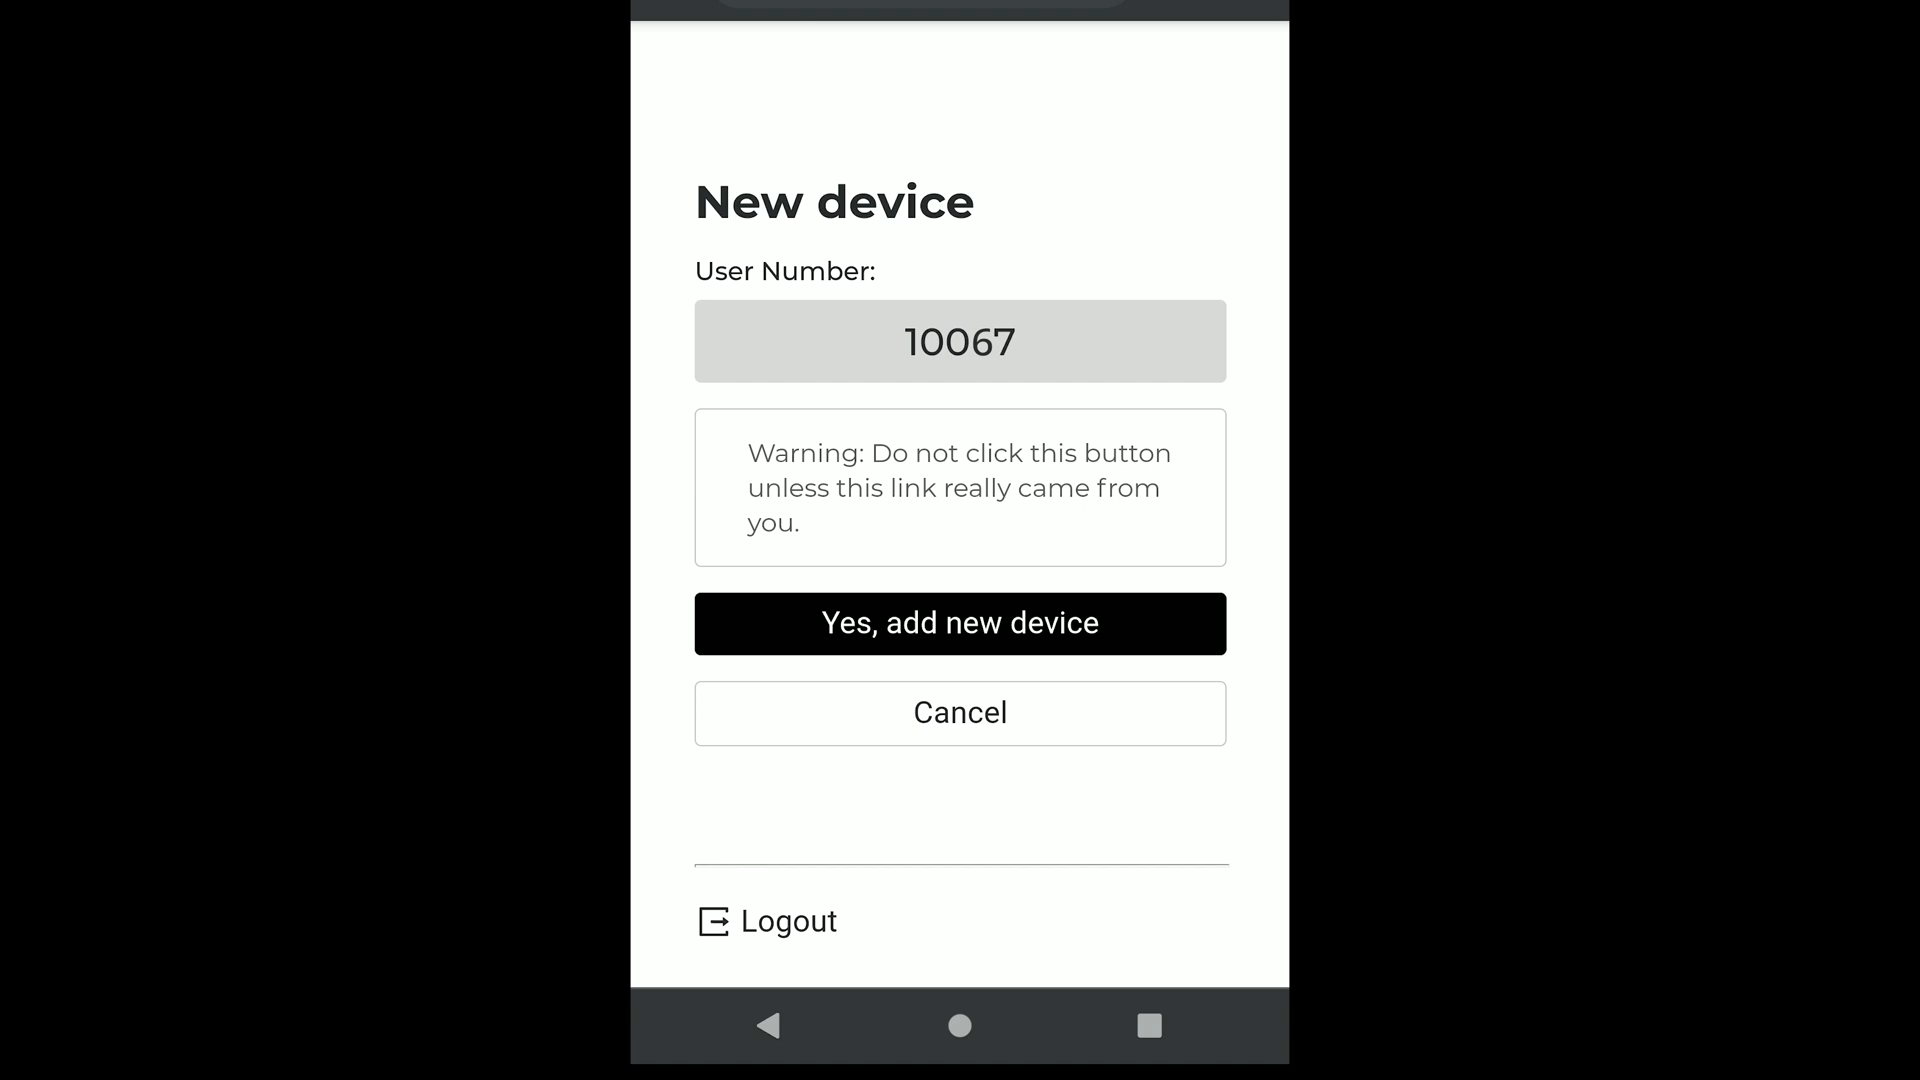 New device
User Number:
10067
Warning: Do not click this button
unless this link really came from
you.
Yes, add new device
Cancel
Logout